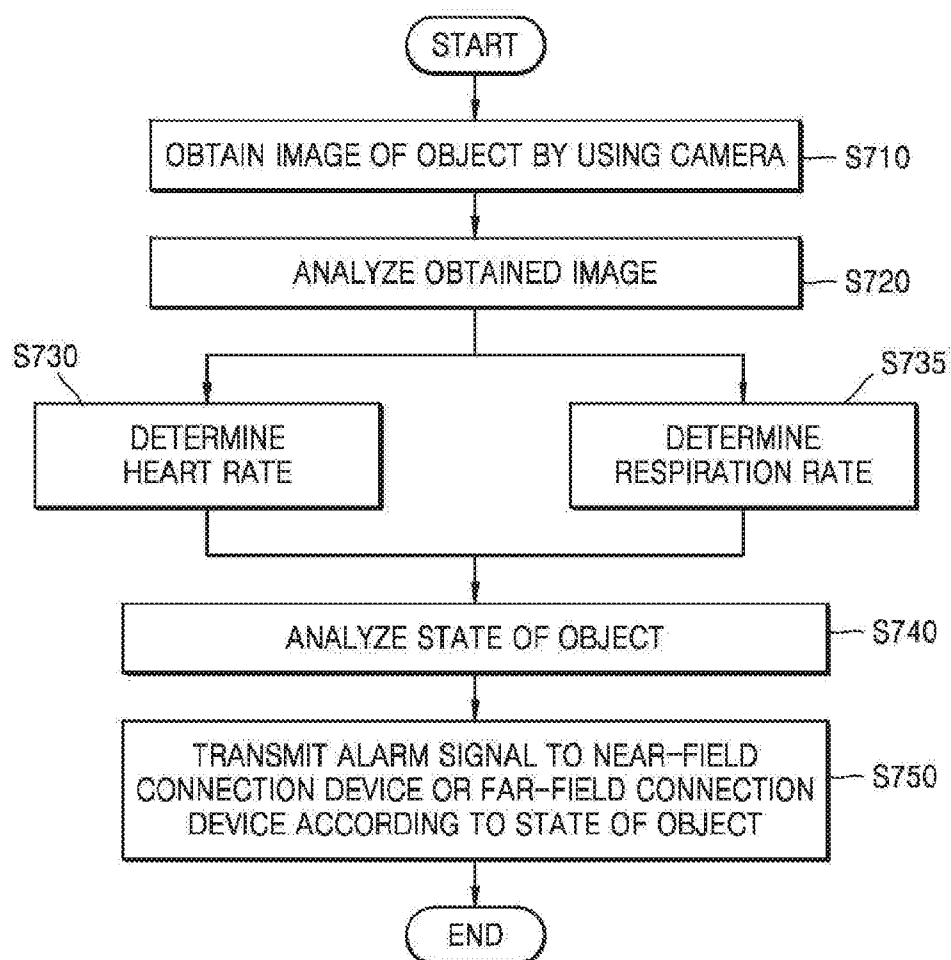 START
OBTAIN IMAGE OF OBJECT BY USING CAMERA
S710
ANALYZE OBTAINED IMAGE
S720
S730
S735
DETERMINE
HEART RATE
DETERMINE
RESPIRATION RATE
ANALYZE STATE OF OBJECT
S740
TRANSMIT ALARM SIGNAL TO NEAR-FIELD
CONNECTION DEVICE OR FAR-FIELD CONNECTION
DEVICE ACCORDING TO STATE OF OBJECT
S750
END